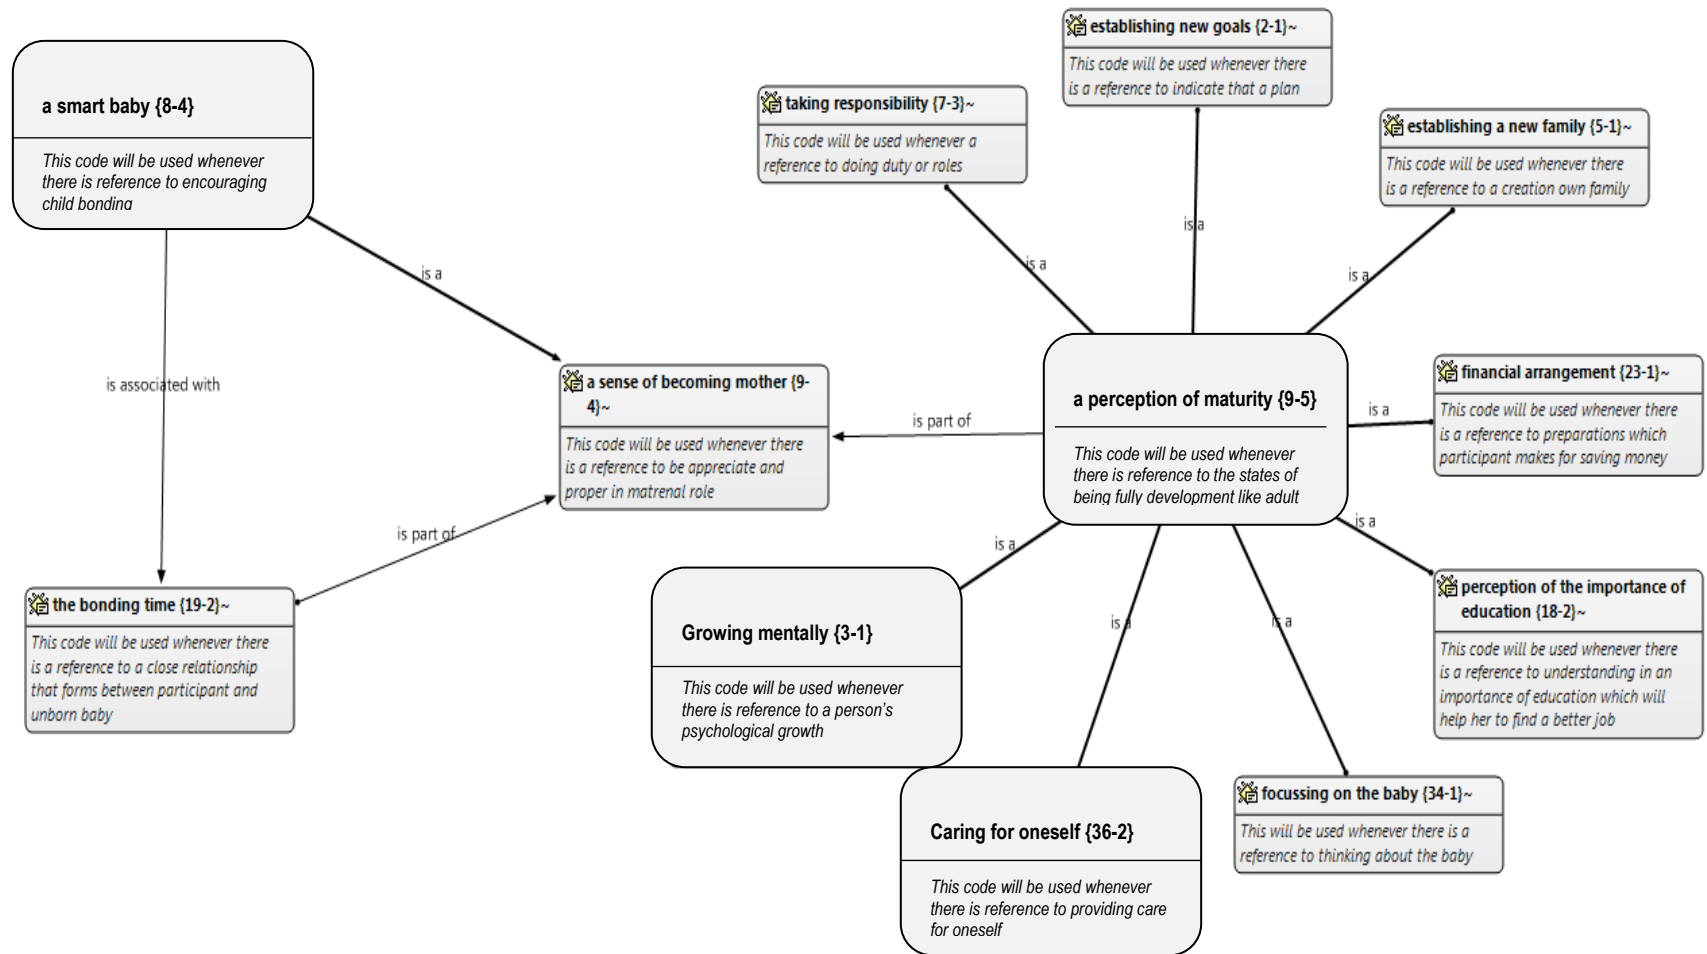 establishing new goals {2-1}~
This code will be used whenever there
is a reference to indicate that a plan
a smart baby {8-4}
This code will be used whenever
there is reference to encouraging
child bonding
taking responsibility {7-3}~
This code will be used whenever a
reference to doing duty or roles
establishing a new family {5-1}~
This code will be used whenever there
is a reference to a creation own family
is a
is a
is a
is a
is associated with
a sense of becoming mother {9-
4}~
This code will be used whenever there
is a reference to be appreciate and
proper in matrenal role
is part of
a perception of maturity {9-5}
This code will be used whenever
there is reference to the states of
being fully development like adult
is a
financial arrangement {23-1}~
This code will be used whenever there
is a reference to preparations which
participant makes for saving money
is part of
is a
is a
is a
is a
the bonding time {19-2}~
This code will be used whenever there
is a reference to a close relationship
that forms between participant and
unborn baby
Growing mentally {3-1}
This code will be used whenever
there is reference to a person’s
psychological growth
perception of the importance of
education {18-2}~
This code will be used whenever there
is a reference to understanding in an
importance of education which will
help her to find a better job
Caring for oneself {36-2}
This code will be used whenever
there is reference to providing care
for oneself
focussing on the baby {34-1}~
This will be used whenever there is a
reference to thinking about the baby